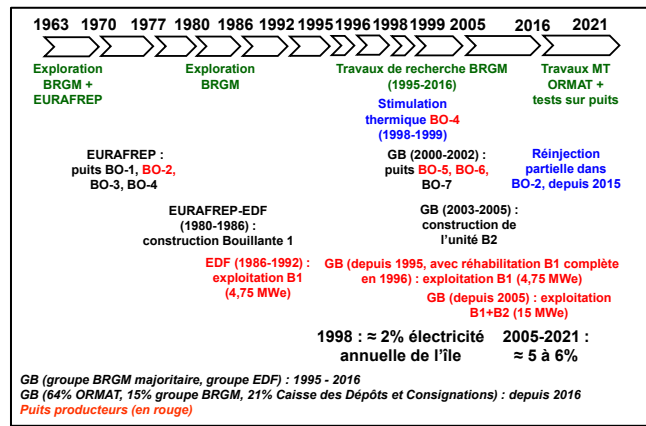 1963 1970 1977 1980 1986 1992 1995 1996 1998 1999 2005 2016 2021
Exploration
BRGM +
EURAFREP
Exploration
BRGM
Travaux de recherche BRGM
(1995-2016)
Travaux MT
ORMAT +
tests sur puits
Stimulation
thermique BO-4
(1998-1999)
EURAFREP :
puits BO-1, BO-2,
BO-3, BO-4
GB (2000-2002) :
puits BO-5, BO-6,
BO-7
Réinjection
partielle dans
BO-2, depuis 2015
EURAFREP-EDF
(1980-1986) :
construction Bouillante 1
GB (2003-2005) :
construction de
l'unité B2
EDF (1986-1992) :
exploitation B1
(4,75 MWe)
GB (depuis 1995, avec réhabilitation B1 complète
en 1996) : exploitation B1 (4,75 MWe)
GB (depuis 2005) : exploitation
B1+B2 (15 MWe)
1998 : ≈ 2% électricité
annuelle de l'île
2005-2021 :
≈ 5 à 6%
GB (groupe BRGM majoritaire, groupe EDF) : 1995 - 2016
GB (64% ORMAT, 15% groupe BRGM, 21% Caisse des Dépôts et Consignations) : depuis 2016
Puits producteurs (en rouge)